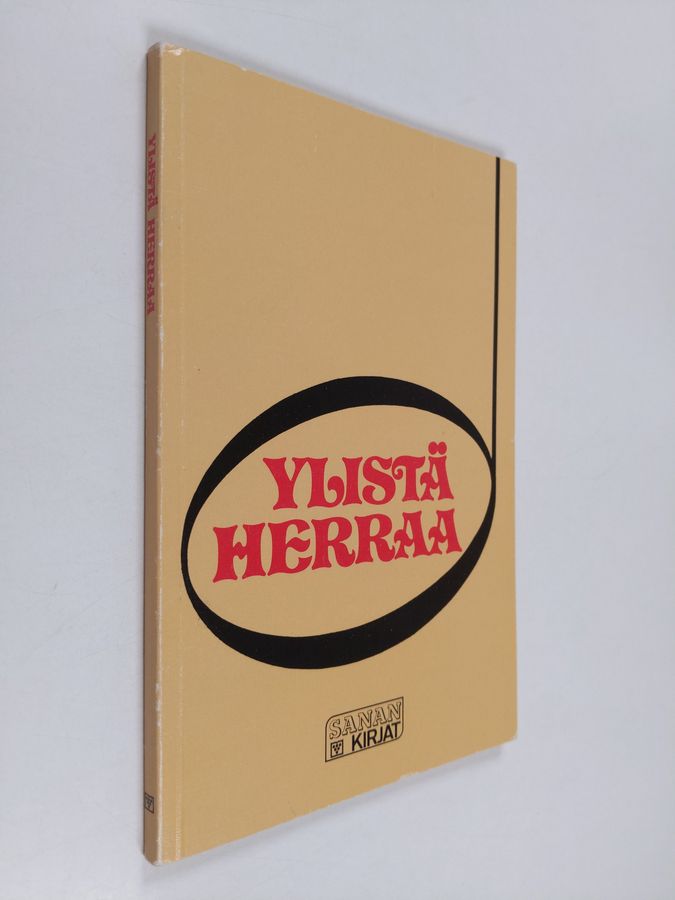 YLISTÄ HERRAA
YLISTÄ
HERRAA
SANAN
KIRJAT